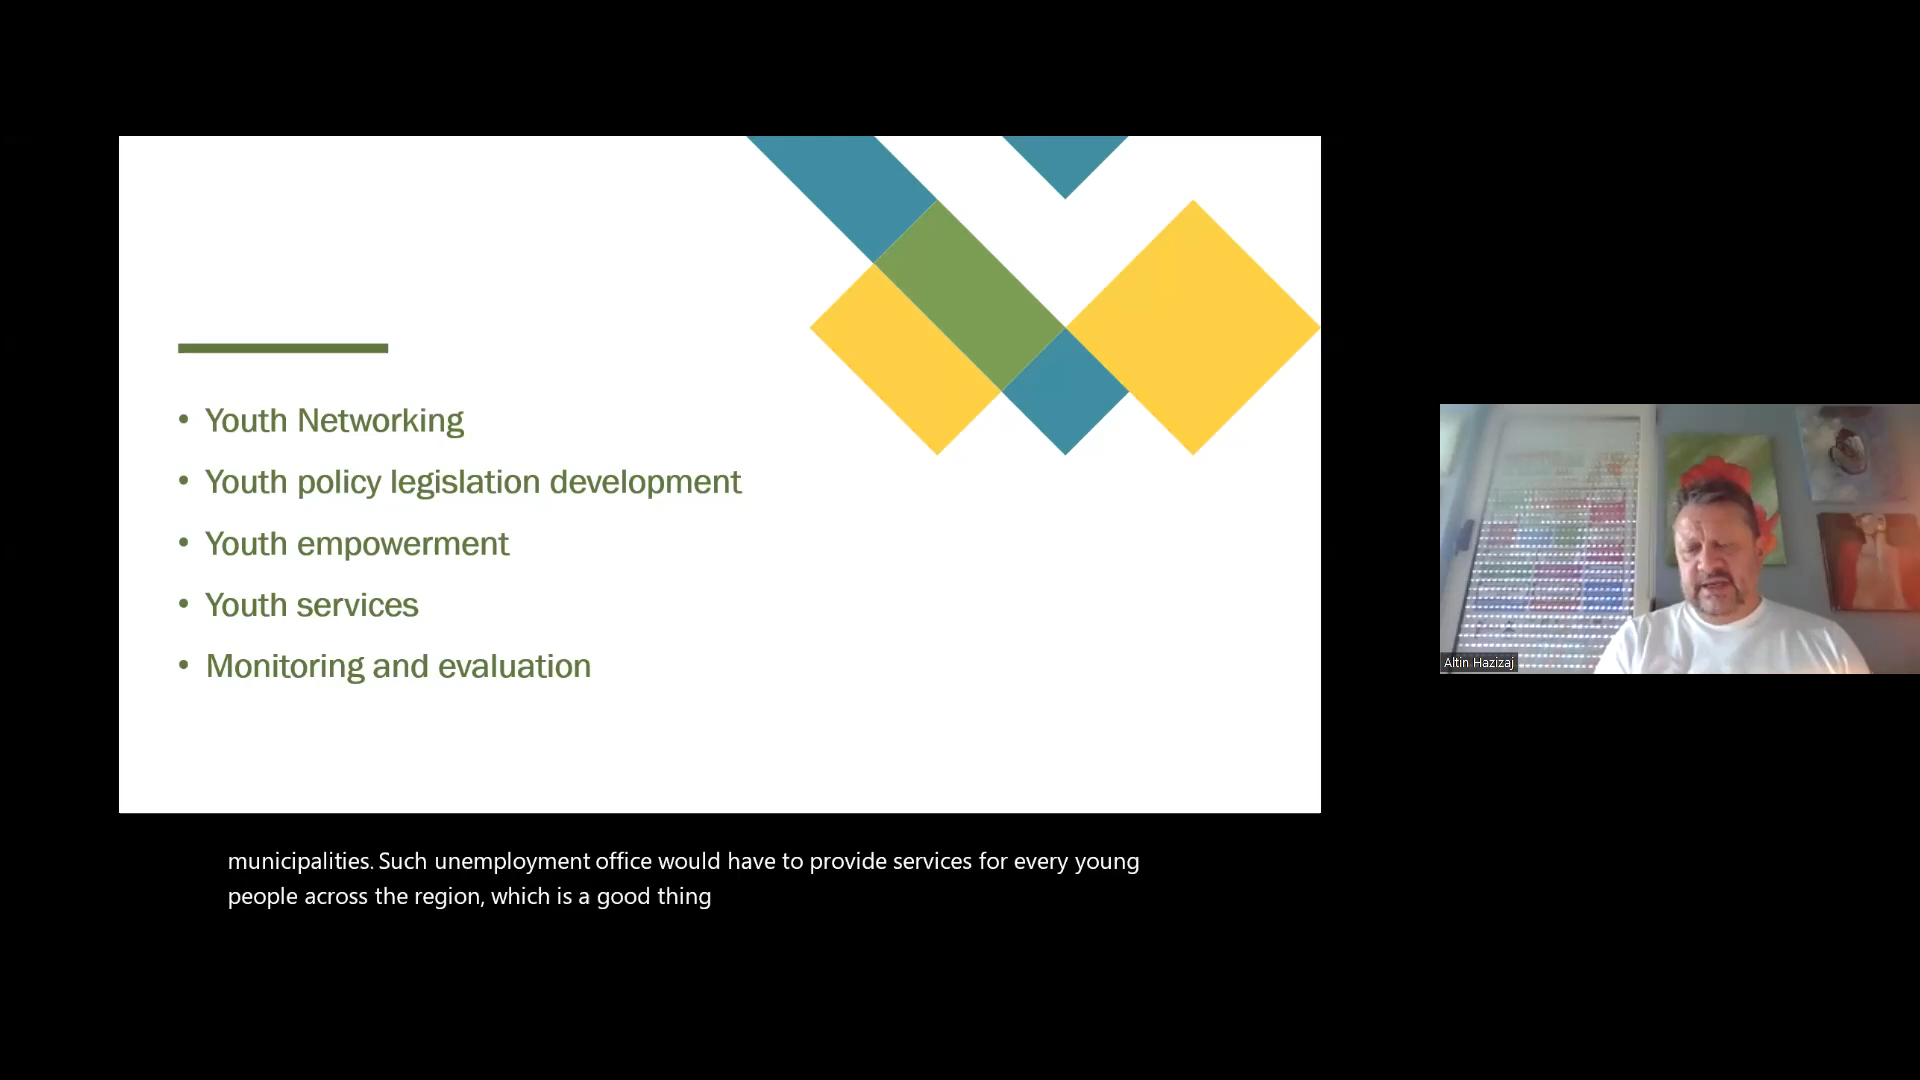 • Youth Networking
• Youth policy legislation development
• Youth empowerment
• Youth services
• Monitoring and evaluation
Altin Hazizaj
municipalities. Such unemployment office would have to provide services for every young
people across the region, which is a good thing